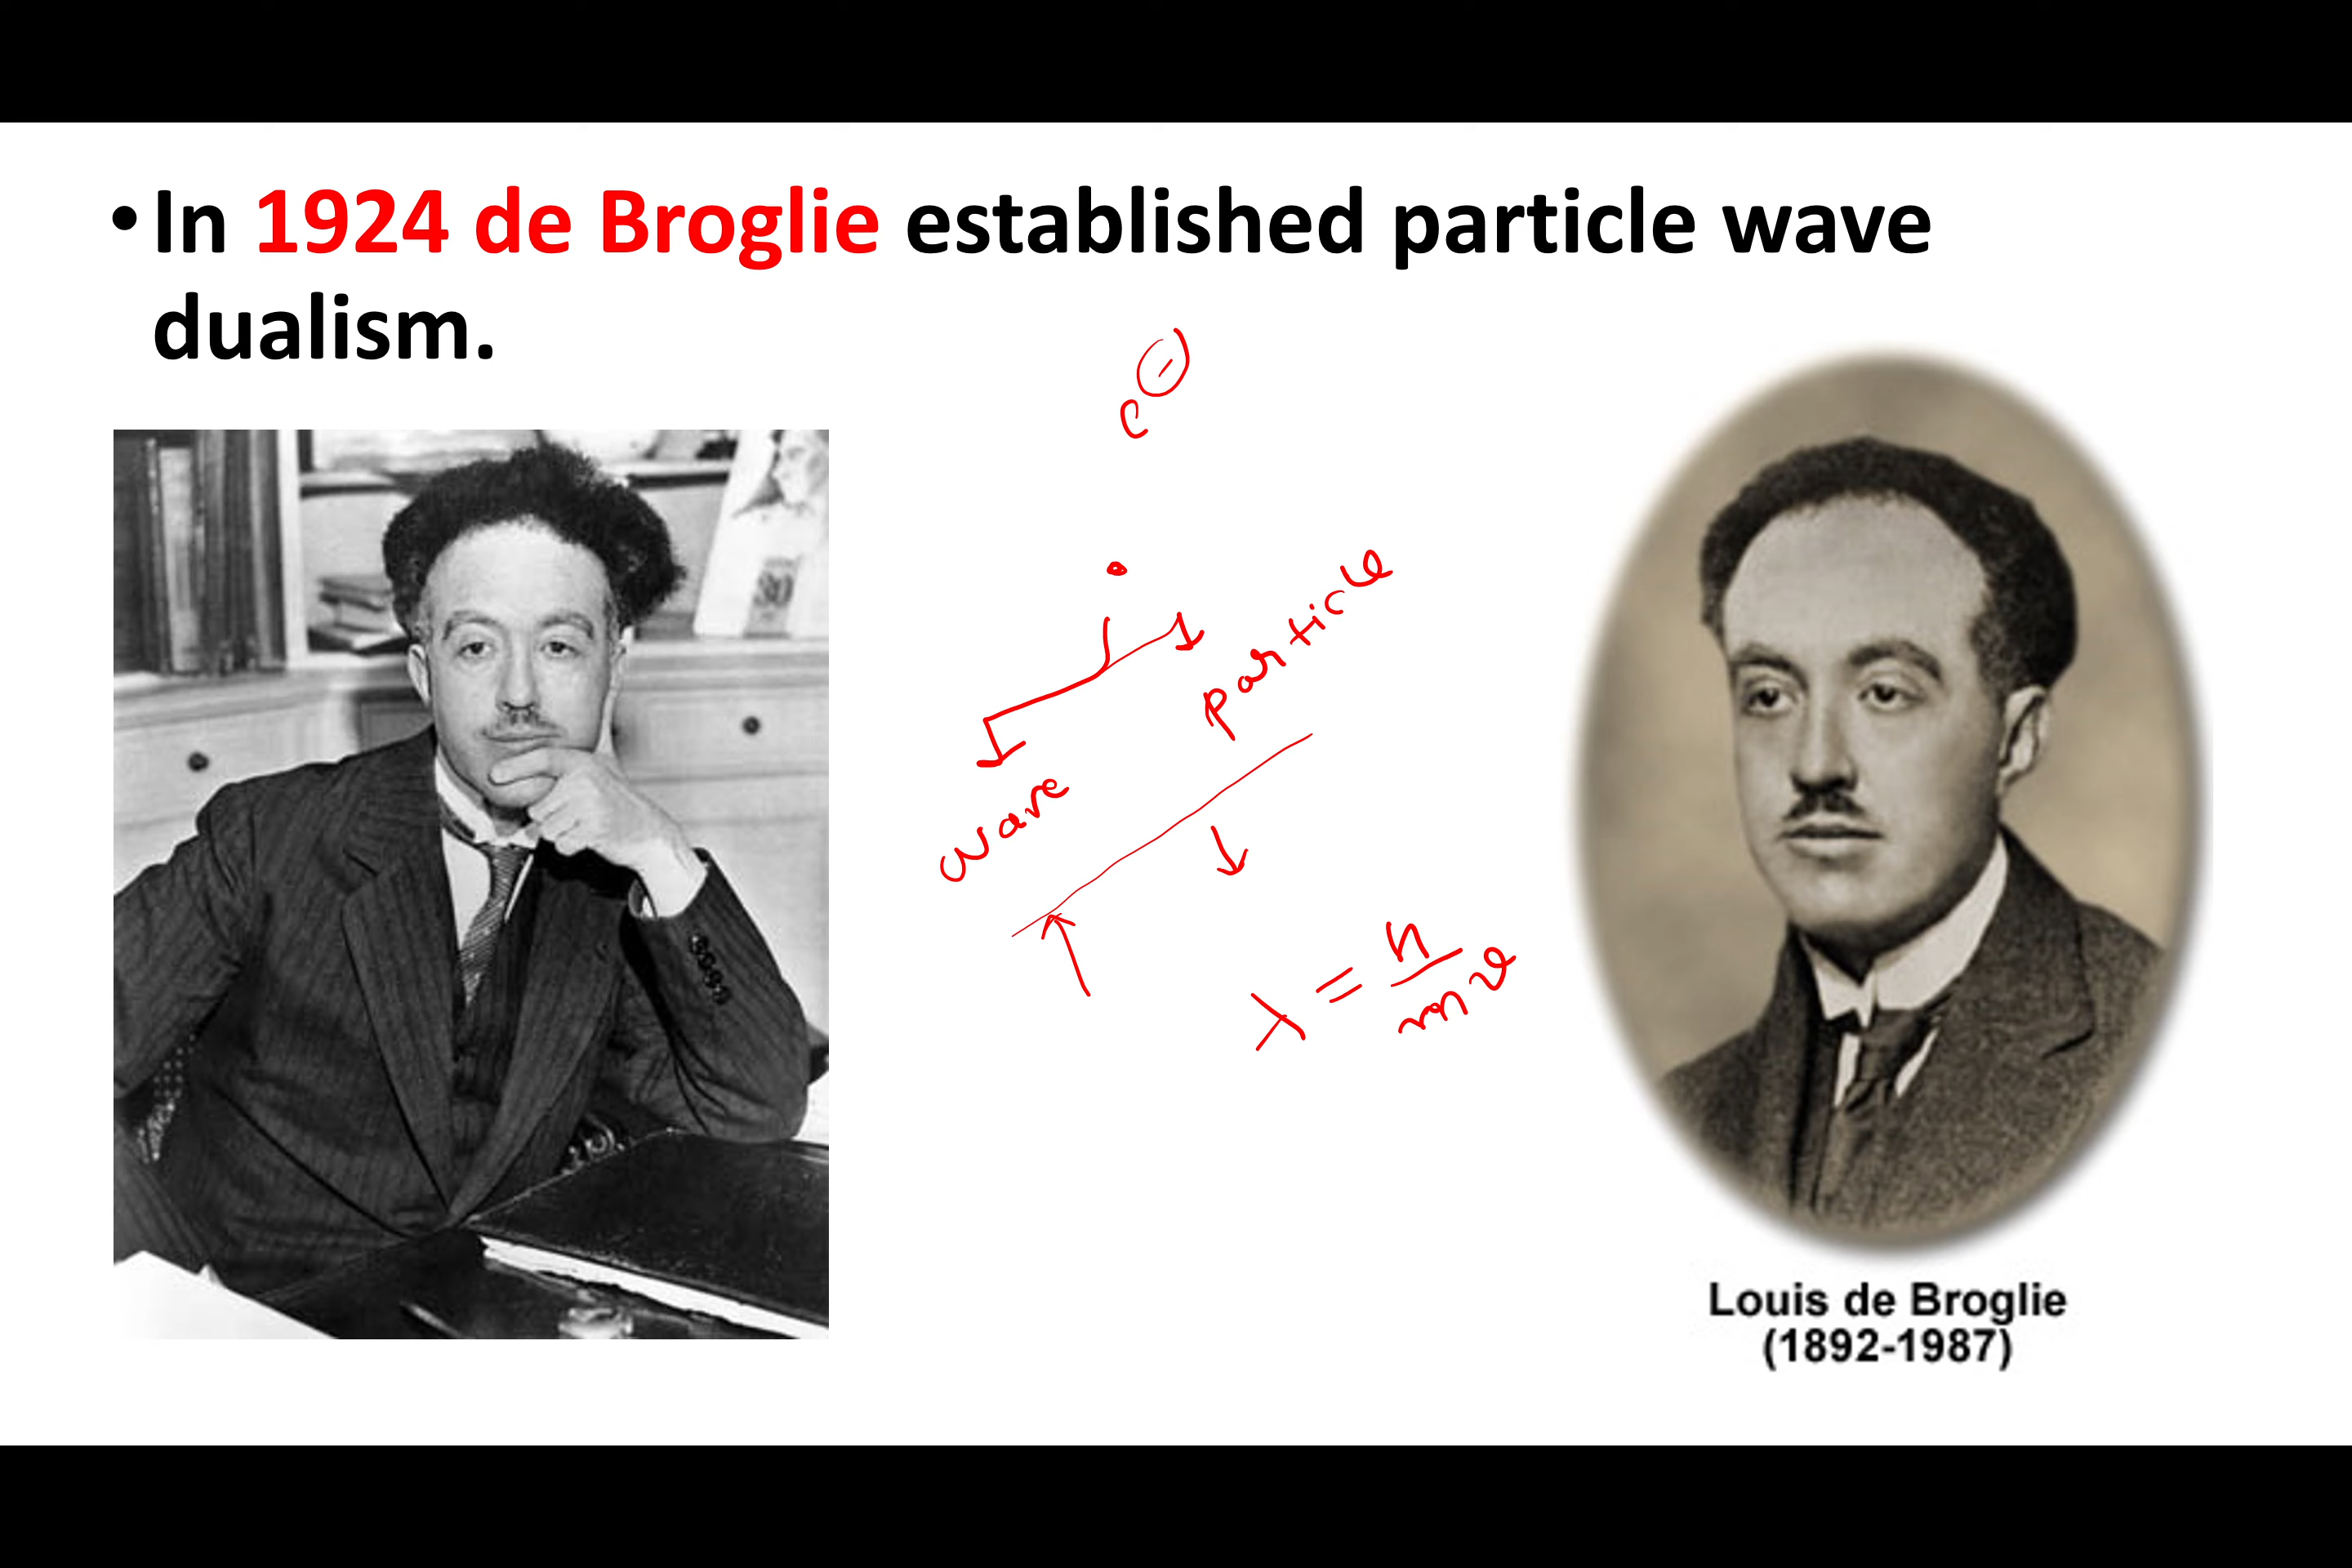 • In 1924 de Broglie established particle wave
dualism.
e⊖
particle
wave
λ = h/mv
Louis de Broglie
(1892-1987)